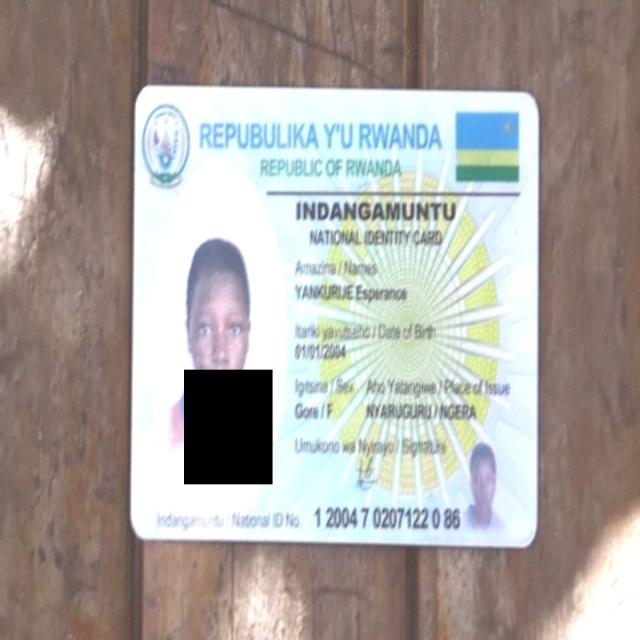 REPUBULIKA Y'U RWANDA
REPUBLIC OF RWANDA
INDANGAMUNTU
NATIONAL IDENTITY CARD
Amazina / Names
YANKURIJE Esperance
Itariki yavutseho / Date of Birth
01/01/2004
Igitsina / Sex Aho Yatangiwe / Place of Issue
Gore / F NYARUGURU / NGERA
Umukono wa Nyirayo / Signature
Indangamuntu / National ID No. 1 2004 7 0207122 0 86